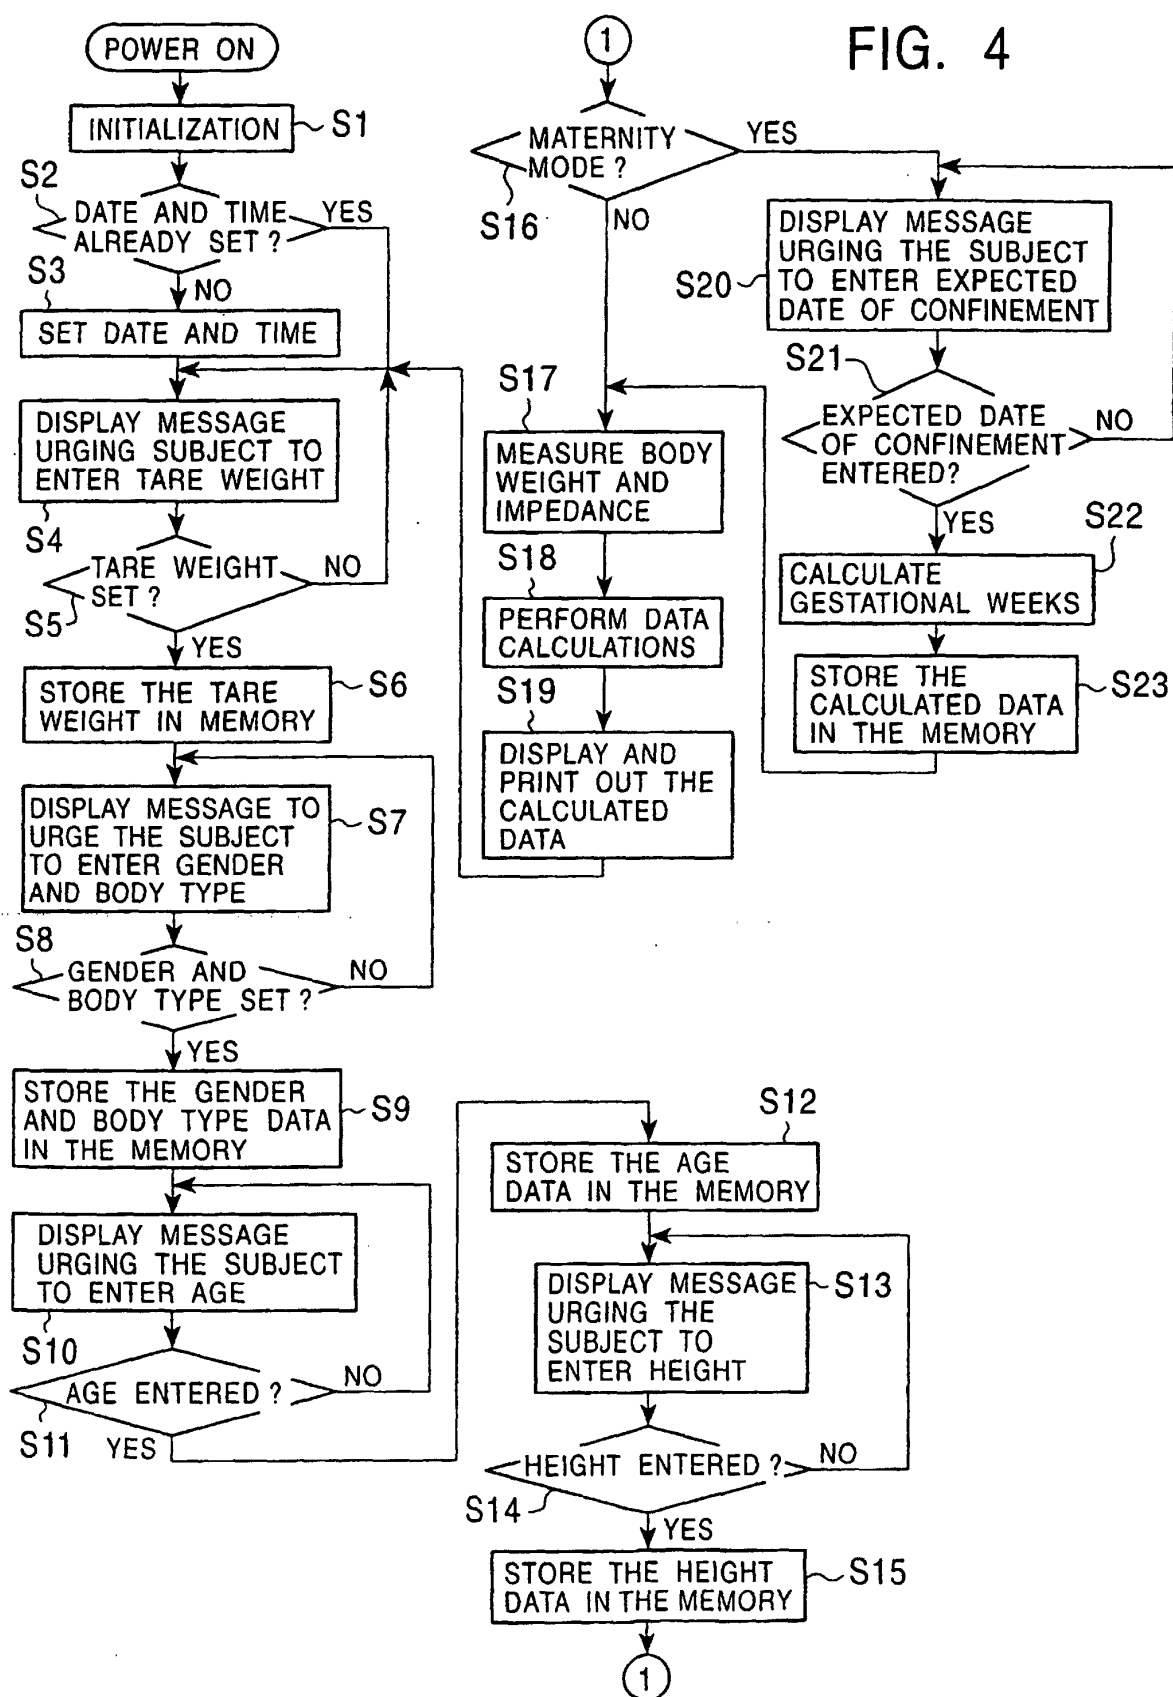 FIG. 4
POWER ON
INITIALIZATION
S1
S2
DATE AND TIME
ALREADY SET ?
YES
NO
S3
SET DATE AND TIME
DISPLAY MESSAGE
URGING SUBJECT TO
ENTER TARE WEIGHT
S4
TARE WEIGHT
SET ?
NO
S5
YES
STORE THE TARE
WEIGHT IN MEMORY
S6
DISPLAY MESSAGE TO
URGE THE SUBJECT
TO ENTER GENDER
AND BODY TYPE
S7
S8
GENDER AND
BODY TYPE SET ?
NO
YES
STORE THE GENDER
AND BODY TYPE DATA
IN THE MEMORY
S9
DISPLAY MESSAGE
URGING THE SUBJECT
TO ENTER AGE
S10
AGE ENTERED ?
NO
S11
YES
S12
STORE THE AGE
DATA IN THE MEMORY
DISPLAY MESSAGE
URGING THE
SUBJECT TO
ENTER HEIGHT
S13
HEIGHT ENTERED ?
NO
S14
YES
STORE THE HEIGHT
DATA IN THE MEMORY
S15
1
1
MATERNITY
MODE ?
YES
S16
NO
S17
MEASURE BODY
WEIGHT AND
IMPEDANCE
S18
PERFORM DATA
CALCULATIONS
S19
DISPLAY AND
PRINT OUT THE
CALCULATED
DATA
DISPLAY MESSAGE
URGING THE SUBJECT
TO ENTER EXPECTED
DATE OF CONFINEMENT
S20
S21
EXPECTED DATE
OF CONFINEMENT
ENTERED?
NO
YES
S22
CALCULATE
GESTATIONAL WEEKS
STORE THE
CALCULATED DATA
IN THE MEMORY
S23